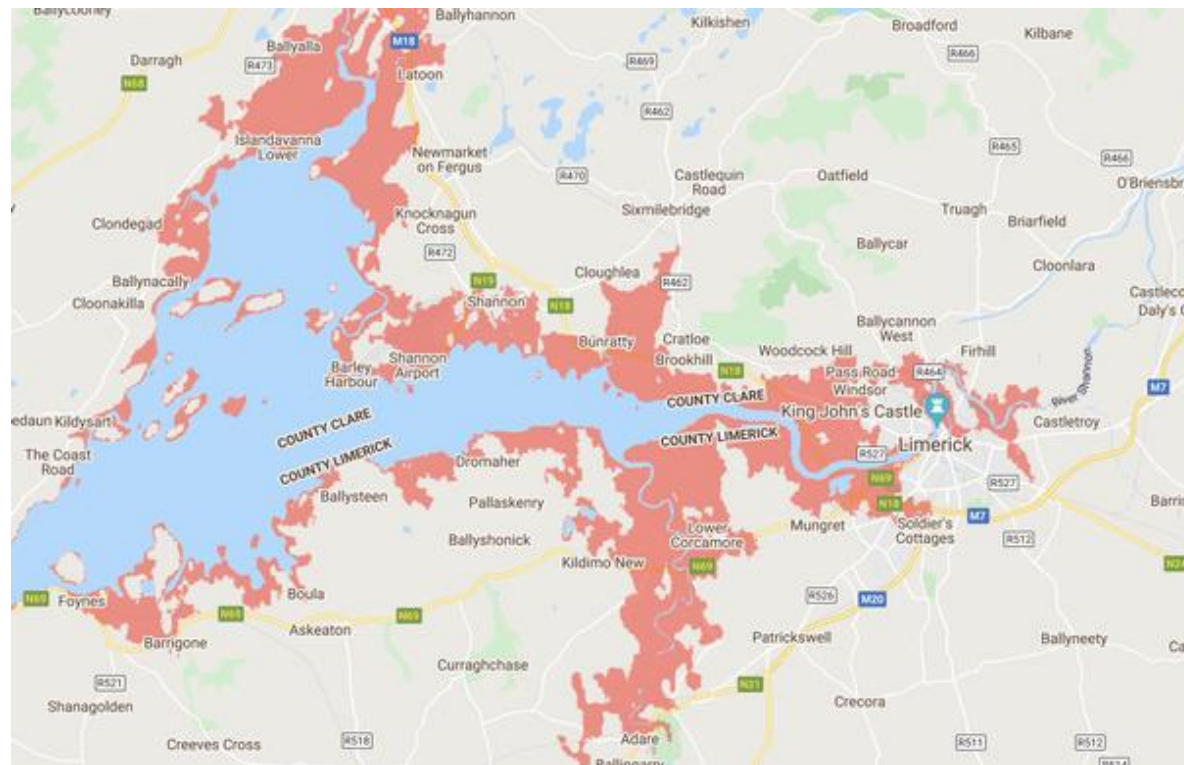 Ballyhannon
Kilkishen
Broadford
Kilbane
M18
R466
Ballyalla
Darragh
R473
R469
Latoon
N68
R462
Islandavanna
Lower
R465
Newmarket
on Fergus
R466
R470
Castlequin
Road
Oatfield
Sixmilebridge
Truagh
Briarfield
Knocknagun
Cross
Clondegad
R472
Ballycar
Cloonlara
Cloughlea
Ballynacally
N19
R462
Cloonakilla
Shannon
N18
Ballycannon
West
Bunratty
Cratloe
Brookhill
Woodcock Hill
Firhill
Shannon
Airport
Barley
Harbour
N18
Pass Road
R464
Windsor
River Shannon
M7
COUNTY CLARE
King John's Castle
COUNTY CLARE
Kildysart
Castletroy
COUNTY LIMERICK
Limerick
The Coast
Road
COUNTY LIMERICK
R527
Dromaher
N69
R527
Ballysteen
Pallaskenry
N18
M7
Mungret
Soldier's
Cottages
Lower
Corcamore
Ballyshonick
R512
Kildimo New
N69
Boula
N69
Foynes
N69
N69
R526
M20
Askeaton
Barrigone
Patrickswell
Ballyneety
Curraghchase
R521
N21
Shanagolden
Crecora
Creeves Cross
R518
Adare
R511
R512